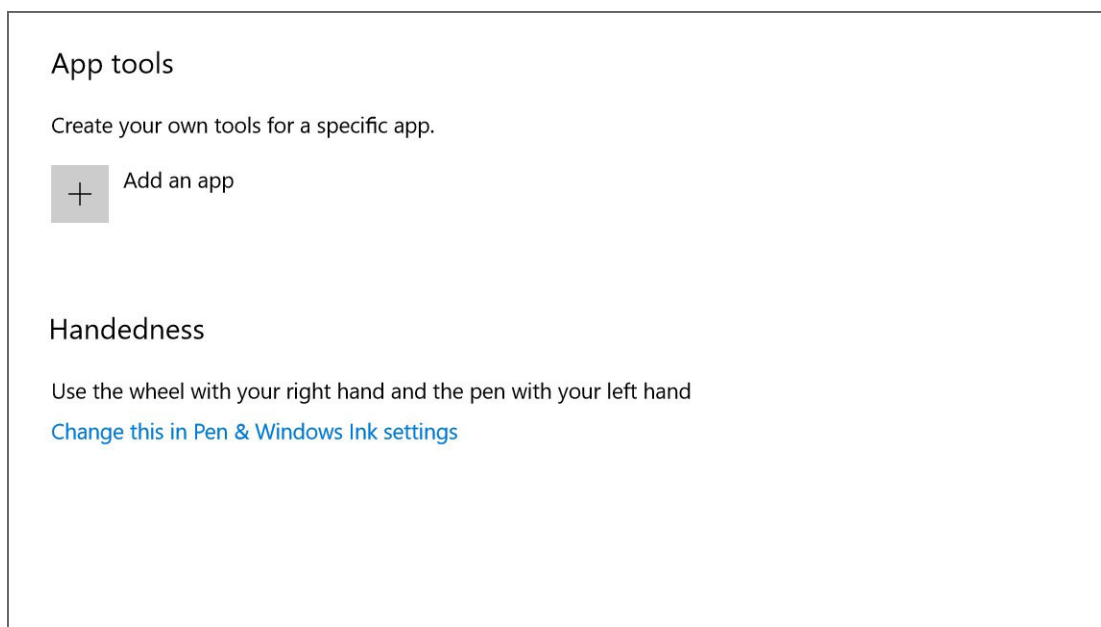 App tools
Create your own tools for a specific app.
Add an app
Handedness
Use the wheel with your right hand and the pen with your left hand
Change this in Pen & Windows Ink settings